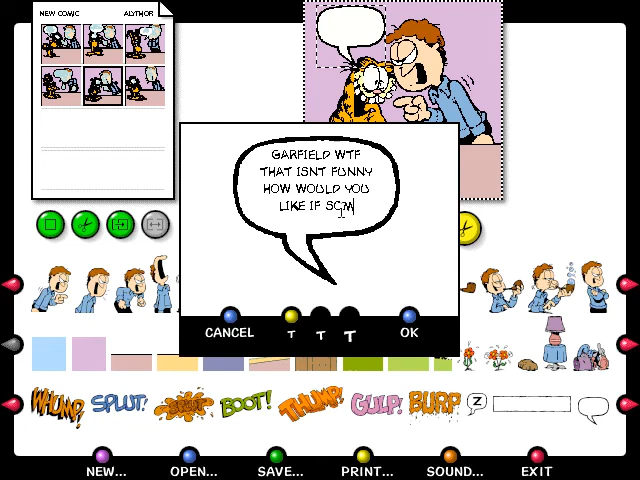 NEW COMIC AUTHOR
GARFIELD WTF
THAT ISNT FUNNY
HOW WOULD YOU
LIKE IF SOM
CANCEL T T T OK
WHUMP! SPLUT! SPLUT BOOT! THUMP! GULP! BURP Z
NEW... OPEN... SAVE... PRINT... SOUND... EXIT